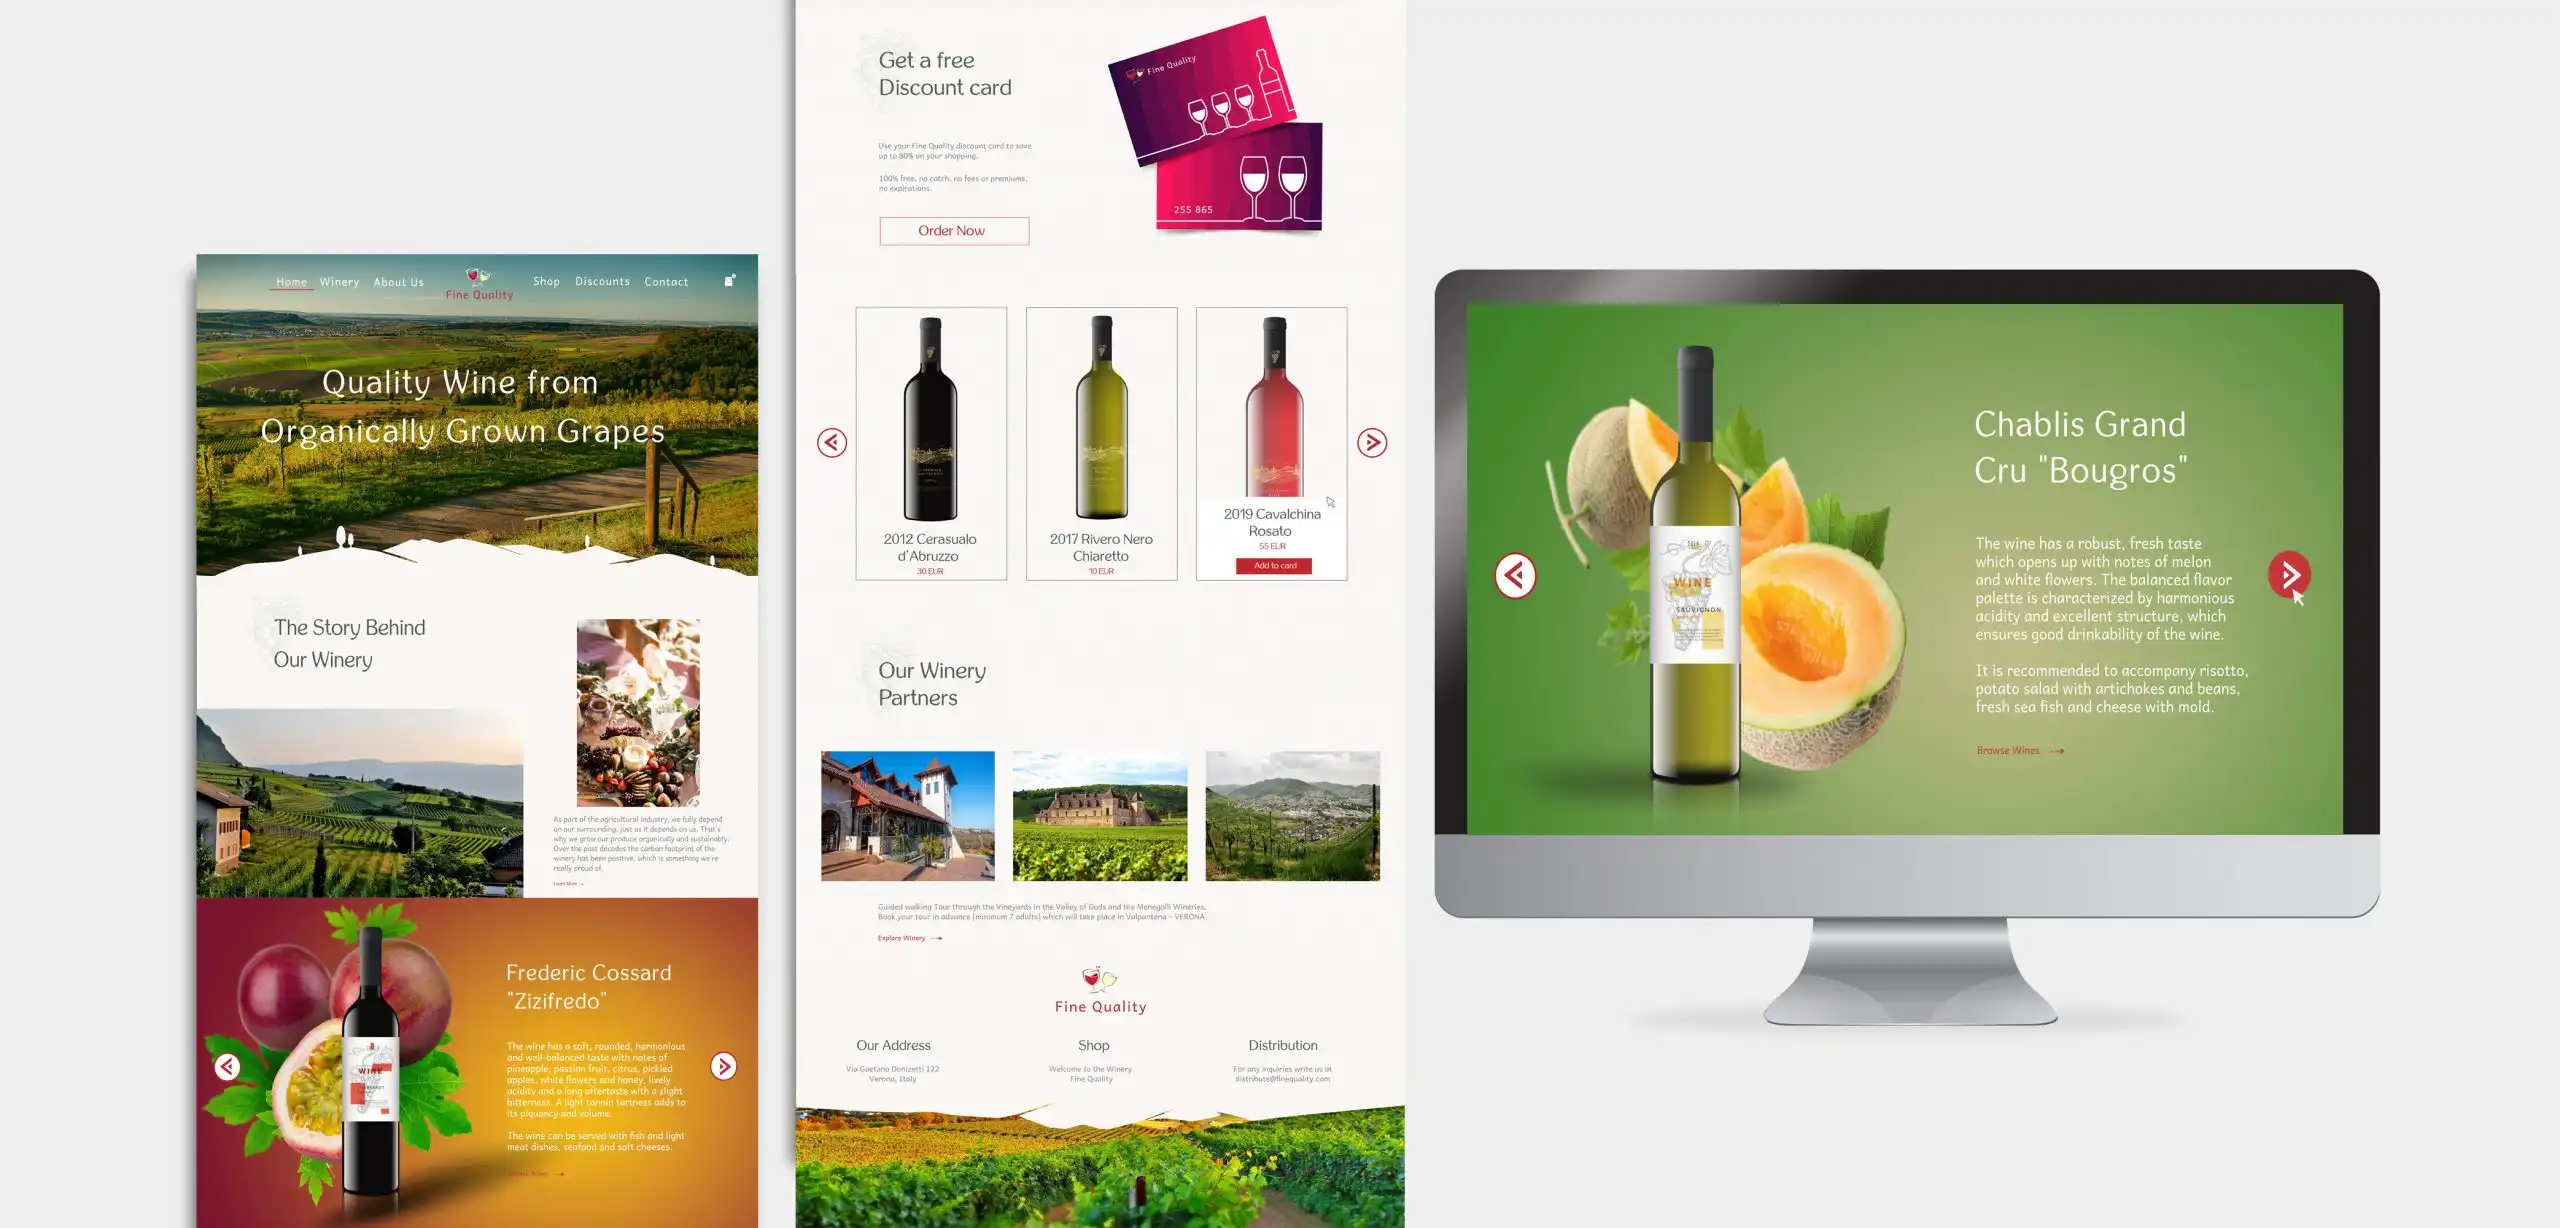 Home
Winery
About Us
Fine Quality
Shop
Discounts
Contact
Quality Wine from
Organically Grown Grapes
The Story Behind
Our Winery
As part of the agricultural industry, we fully depend
on our surrounding, just as it depends on us. That's
why we grow our produce organically and sustainably.
Over the past decades the carbon footprint of the
winery has been positive, which is something we're
really proud of.
Learn More
Frederic Cossard
"Zizifredo"
The wine has a soft, rounded, harmonious
and well-balanced taste with notes of
pineapple, passion fruit, citrus, pickled
apples, white flowers and honey, lively
acidity and a long aftertaste with a slight
bitterness. A light tannin tartness adds to
its piquancy and volume.
The wine can be served with fish and light
meat dishes, seafood and soft cheeses.
WINE
Get a free
Discount card
Use your Fine Quality discount card to save
up to 80% on your shopping.
100% free, no catch, no fees or premiums,
no expirations.
Order Now
Fine Quality
255 865
2012 Cerasualo
d'Abruzzo
30 EUR
2017 Rivero Nero
Chiaretto
10 EUR
2019 Cavalchina
Rosato
55 EUR
Add to card
Our Winery
Partners
Guided walking Tour through the Vineyards in the Valley of Gods and the Menegolli Wineries.
Book your tour in advance (minimum 7 adults) which will take place in Valpantena - VERONA.
Explore Winery
Fine Quality
Our Address
Via Gaetano Donizetti 122
Verona, Italy
Shop
Welcome to the Winery
Fine Quality
Distribution
For any inquiries write us at
distribute@finequality.com
Chablis Grand
Cru "Bougros"
The wine has a robust, fresh taste
which opens up with notes of melon
and white flowers. The balanced flavor
palette is characterized by harmonious
acidity and excellent structure, which
ensures good drinkability of the wine.
It is recommended to accompany risotto,
potato salad with artichokes and beans,
fresh sea fish and cheese with mold.
Browse Wines
WINE
SAUVIGNON